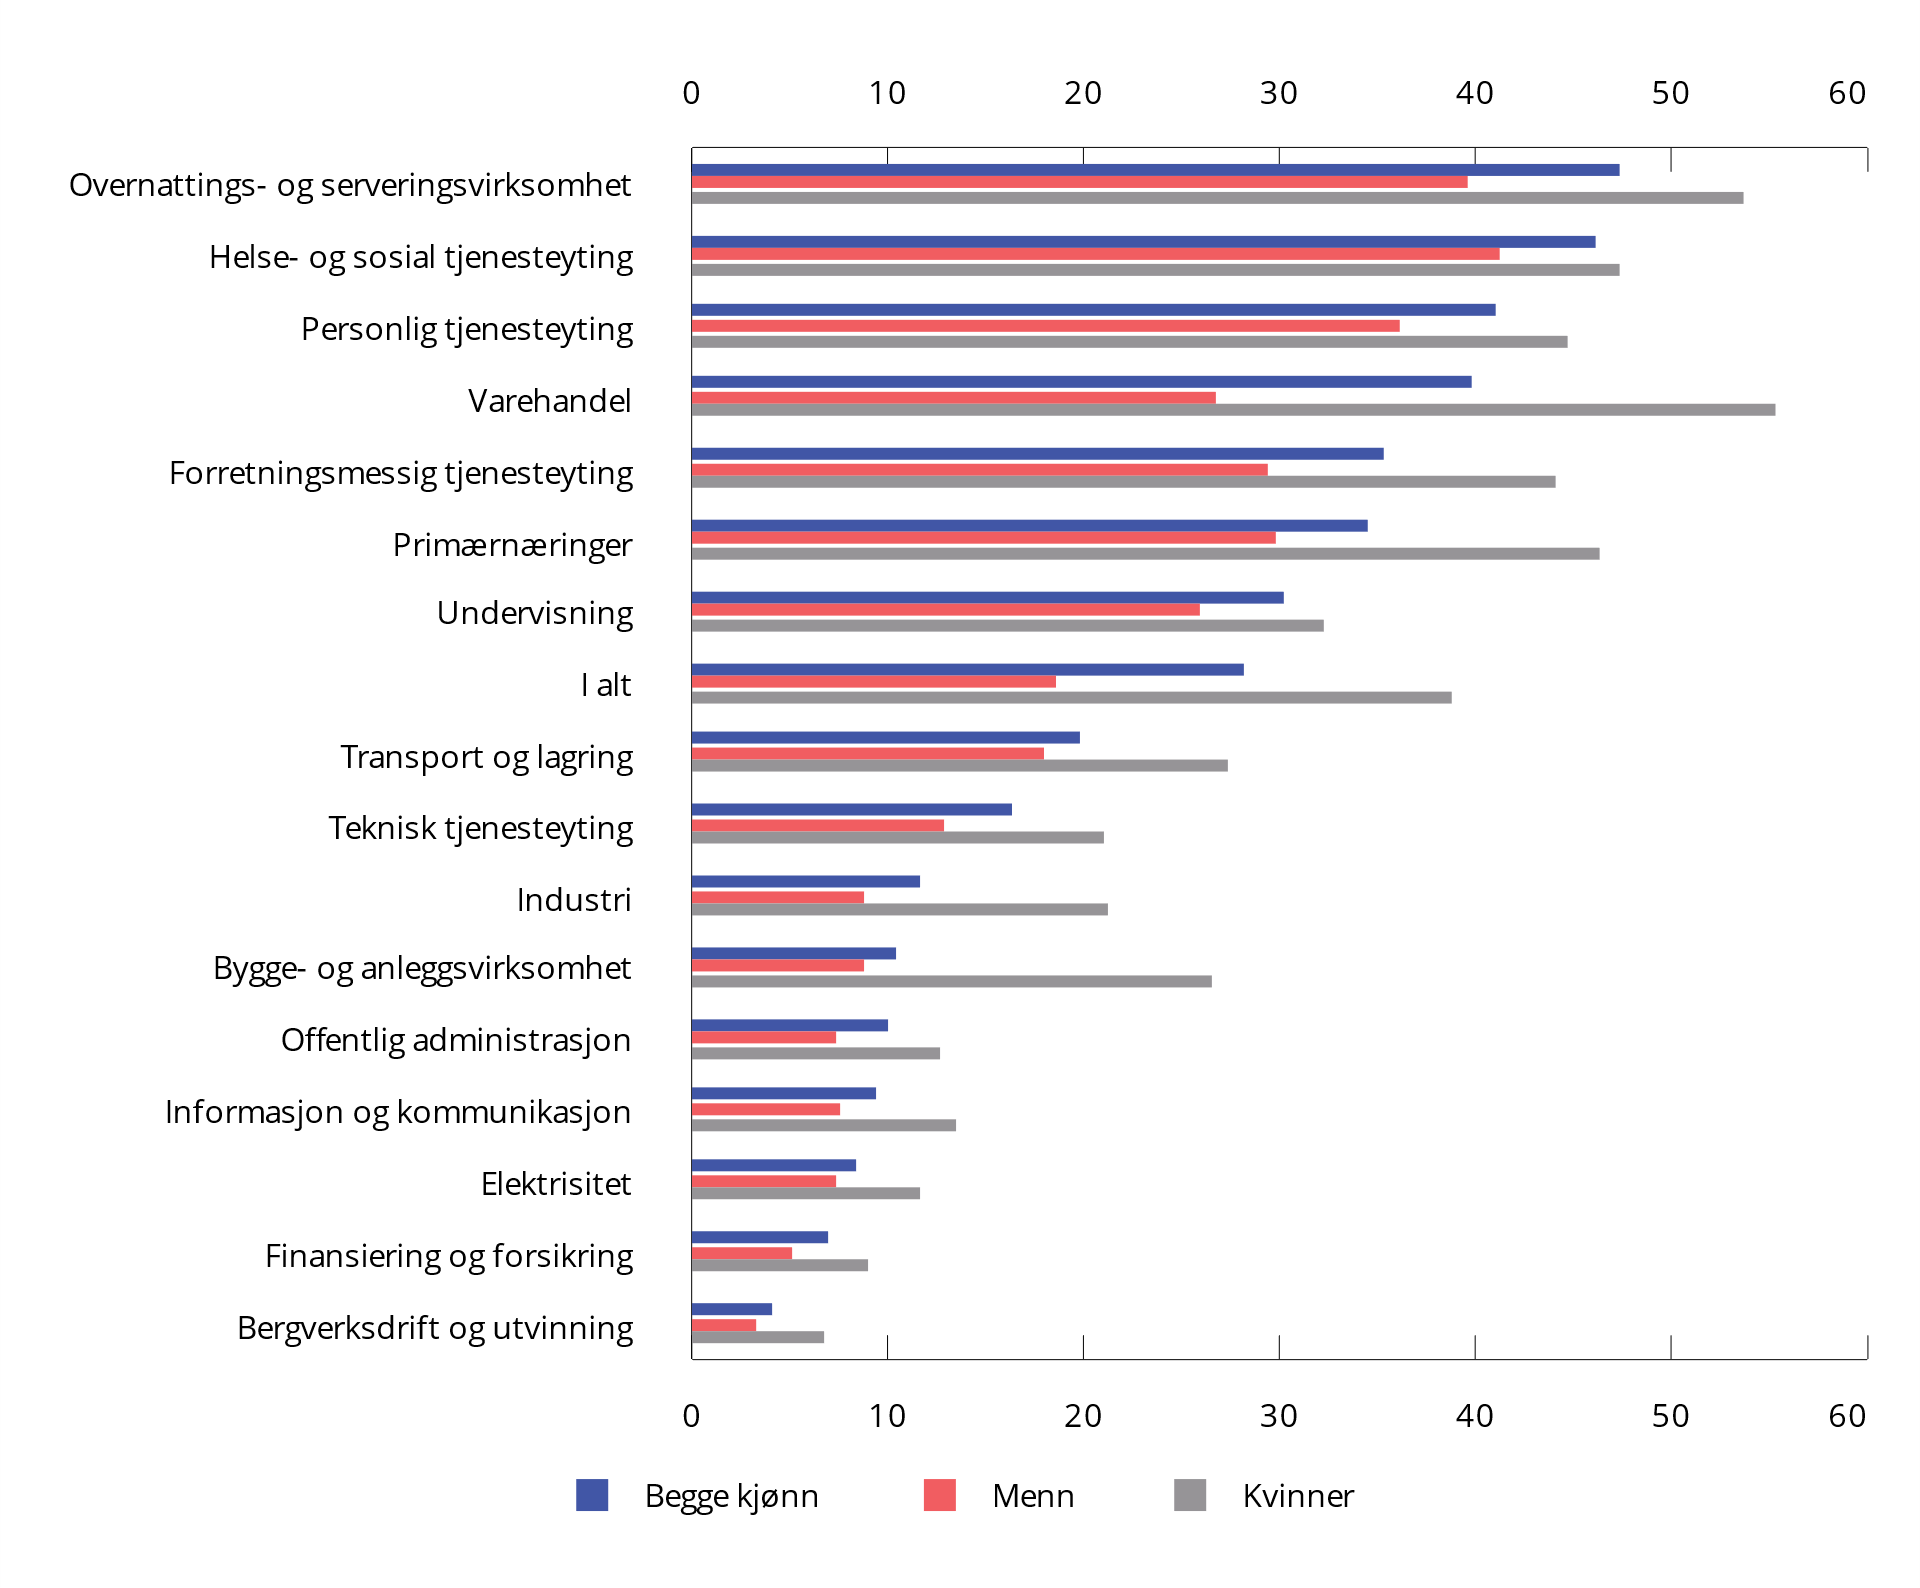 0 10 20 30 40 50 60
Overnattings- og serveringsvirksomhet
Helse- og sosial tjenesteyting
Personlig tjenesteyting
Varehandel
Forretningsmessig tjenesteyting
Primærnæringer
Undervisning
I alt
Transport og lagring
Teknisk tjenesteyting
Industri
Bygge- og anleggsvirksomhet
Offentlig administrasjon
Informasjon og kommunikasjon
Elektrisitet
Finansiering og forsikring
Bergverksdrift og utvinning
0 10 20 30 40 50 60
Begge kjønn Menn Kvinner